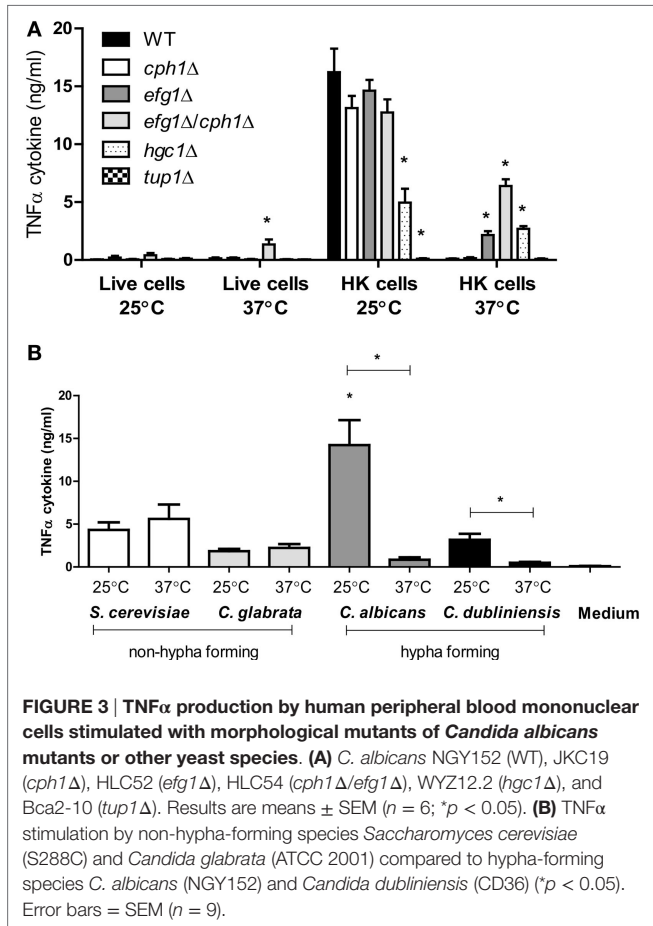 A
TNFα cytokine (ng/ml)
20
15
10
5
0
WT
cph1Δ
efg1Δ
efg1Δ/cph1Δ
hgc1Δ
tup1Δ
*
*
*
*
*
*
Live cells Live cells HK cells HK cells
25°C 37°C 25°C 37°C
B
TNFα cytokine (ng/ml)
20
15
10
5
0
*
*
*
25°C 37°C 25°C 37°C 25°C 37°C 25°C 37°C
S. cerevisiae C. glabrata C. albicans C. dubliniensis Medium
non-hypha forming hypha forming
FIGURE 3 | TNFα production by human peripheral blood mononuclear
cells stimulated with morphological mutants of Candida albicans
mutants or other yeast species. (A) C. albicans NGY152 (WT), JKC19
(cph1Δ), HLC52 (efg1Δ), HLC54 (cph1Δ/efg1Δ), WYZ12.2 (hgc1Δ), and
Bca2-10 (tup1Δ). Results are means ± SEM (n = 6; *p < 0.05). (B) TNFα
stimulation by non-hypha-forming species Saccharomyces cerevisiae
(S288C) and Candida glabrata (ATCC 2001) compared to hypha-forming
species C. albicans (NGY152) and Candida dubliniensis (CD36) (*p < 0.05).
Error bars = SEM (n = 9).